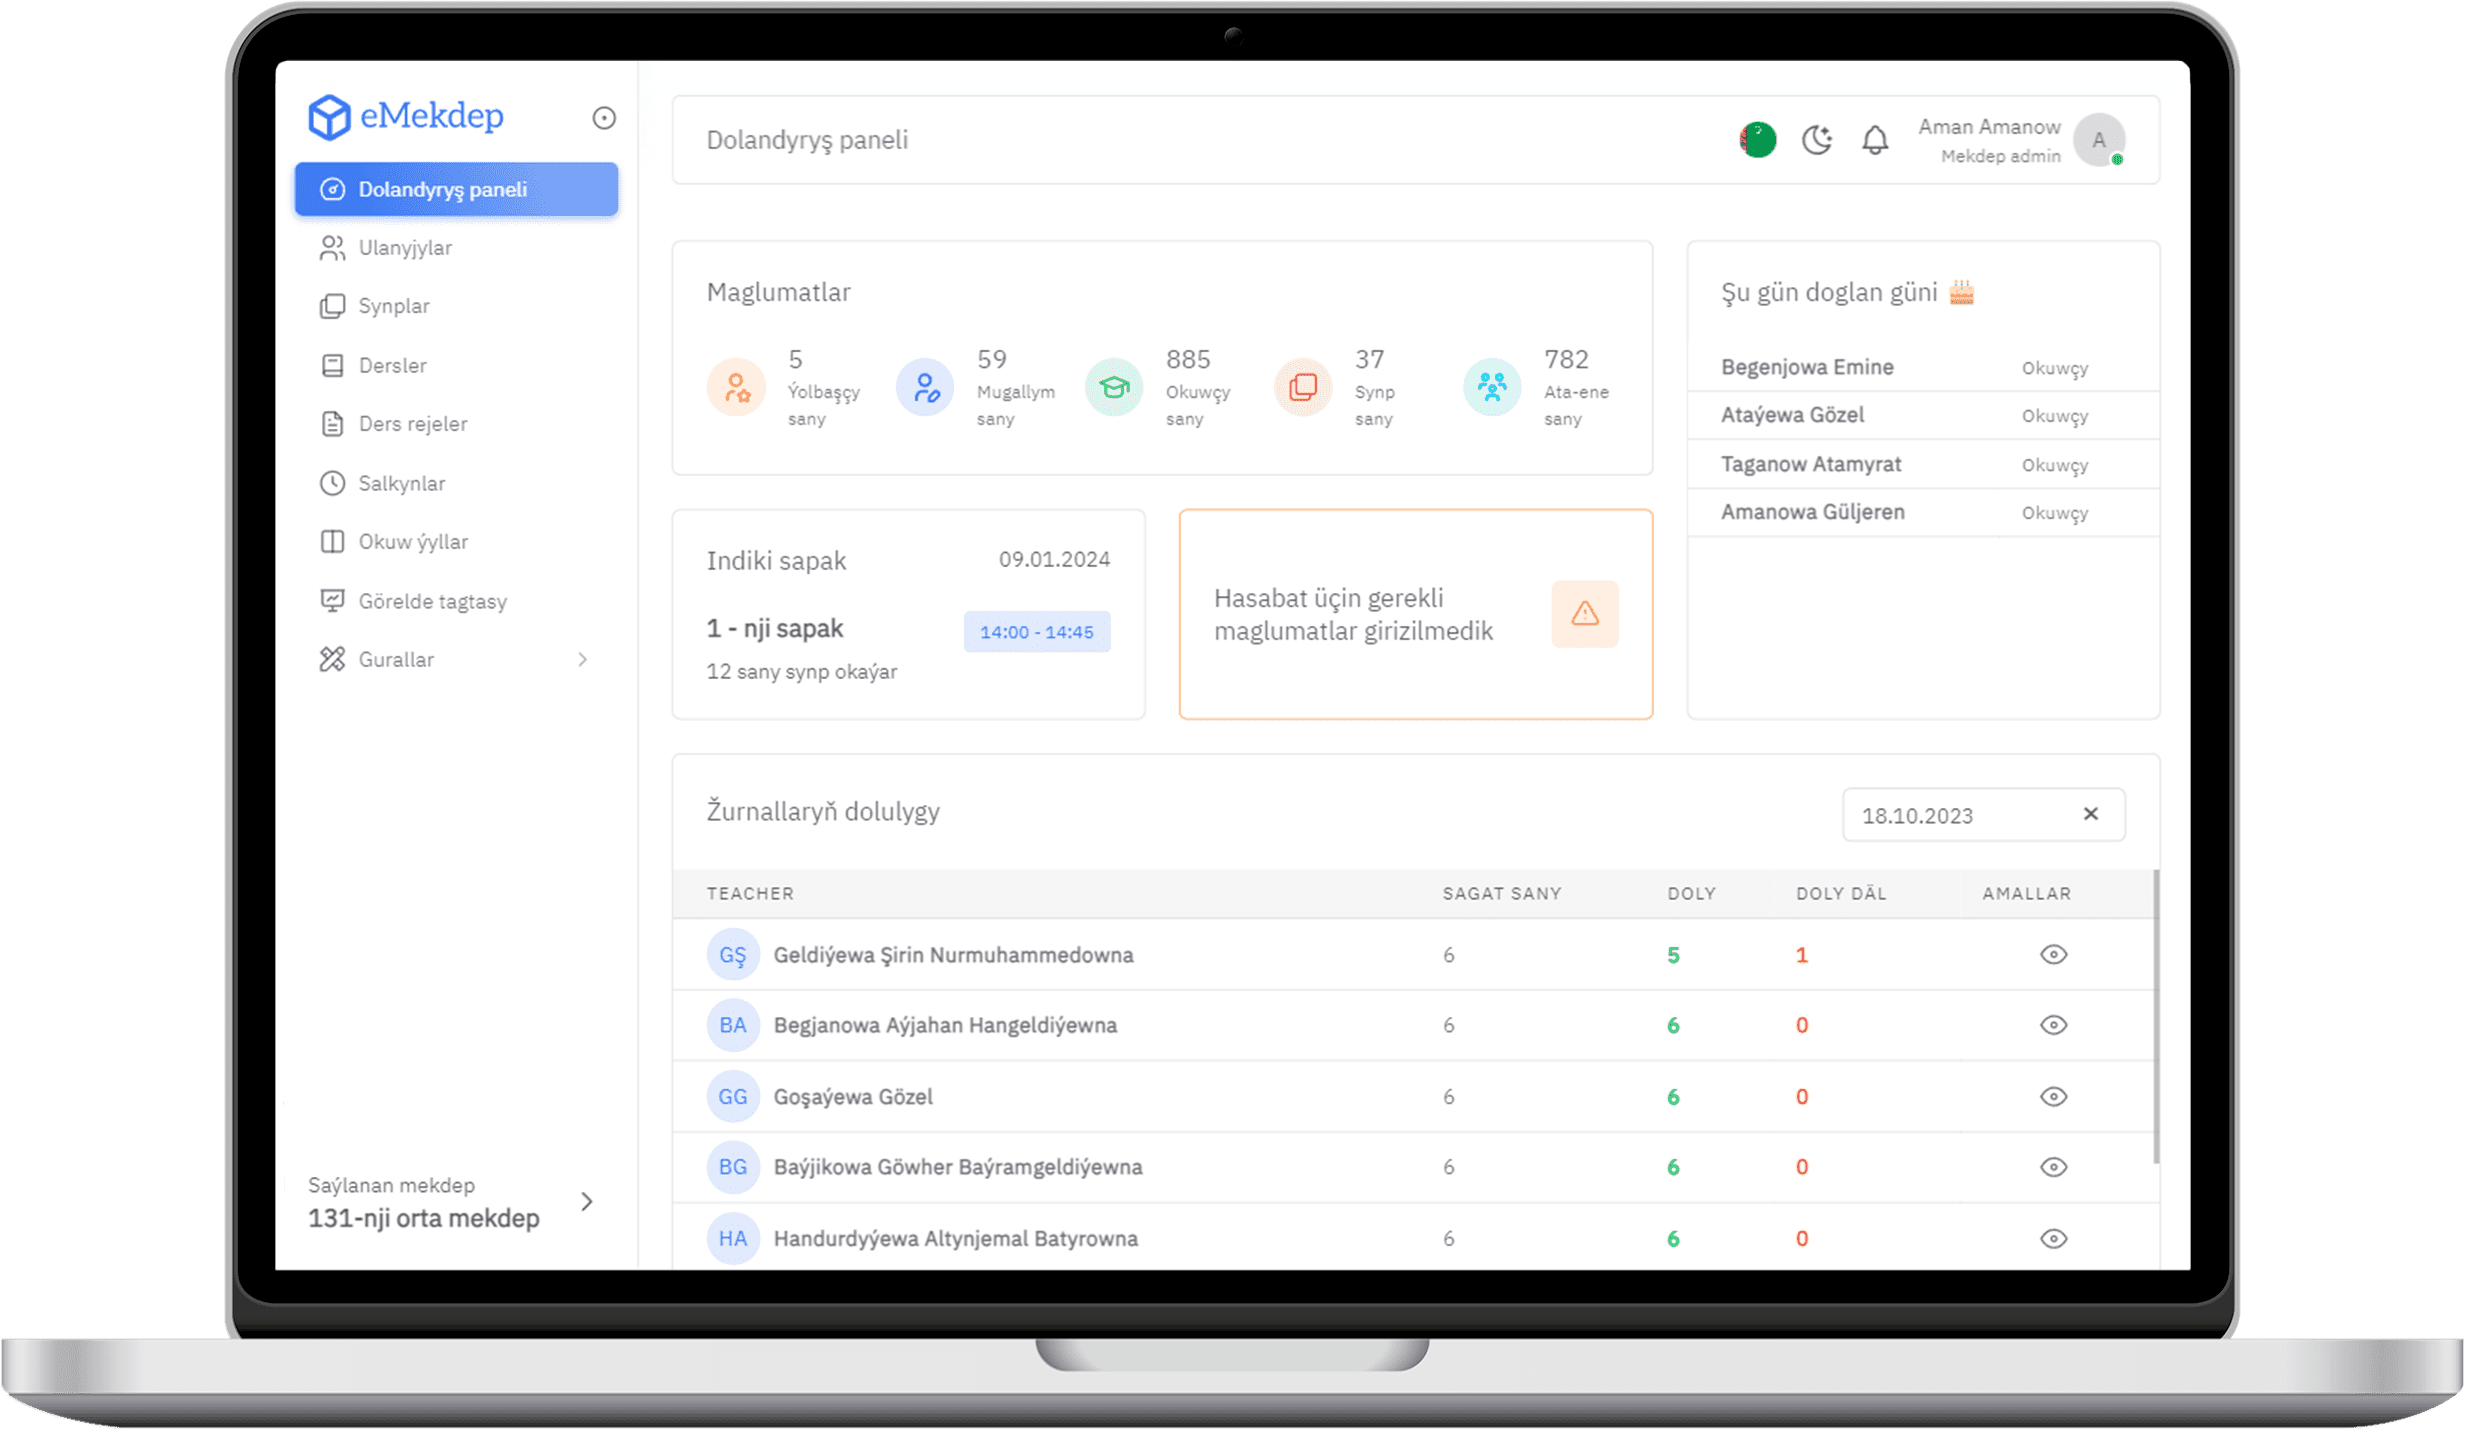 eMekdep
Dolandyryş paneli
Ulanyjylar
Synplar
Dersler
Ders rejeler
Salkynlar
Okuw ýyllar
Görelde tagtasy
Gurallar
Saýlanan mekdep
131-nji orta mekdep
Dolandyryş paneli
Aman Amanow
Mekdep admin
A
Maglumatlar
5
Ýolbaşçy
sany
59
Mugallym
sany
885
Okuwçy
sany
37
Synp
sany
782
Ata-ene
sany
Şu gün doglan güni
Begenjowa Emine Okuwçy
Ataýewa Gözel Okuwçy
Taganow Atamyrat Okuwçy
Amanowa Güljeren Okuwçy
Indiki sapak 09.01.2024
1 - nji sapak 14:00 - 14:45
12 sany synp okaýar
Hasabat üçin gerekli
maglumatlar girizilmedik
Žurnallaryň dolulygy 18.10.2023
TEACHER SAGAT SANY DOLY DOLY DÄL AMALLAR
GŞ Geldiýewa Şirin Nurmuhammedowna 6 5 1
BA Begjanowa Aýjahan Hangeldiýewna 6 6 0
GG Goşaýewa Gözel 6 6 0
BG Baýjikowa Göwher Baýramgeldiýewna 6 6 0
HA Handurdyýewa Altynjemal Batyrowna 6 6 0